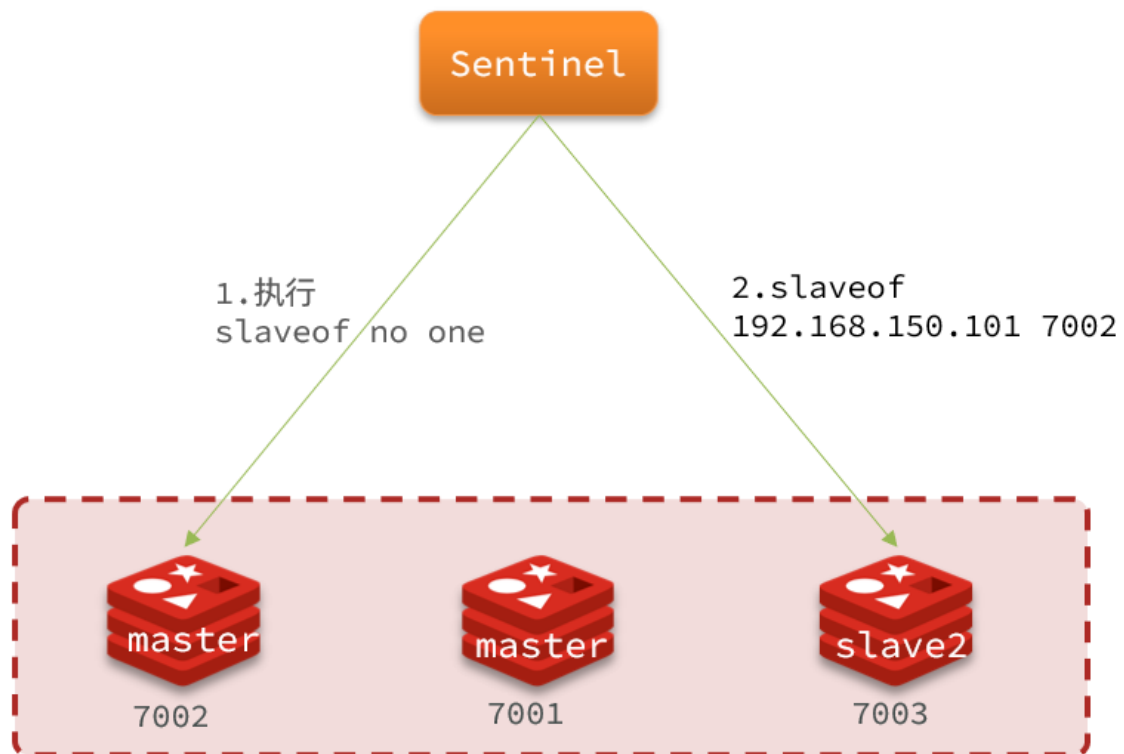 Sentinel
1.执行
slaveof no one
2.slaveof
192.168.150.101 7002
master
master
slave2
7002
7001
7003